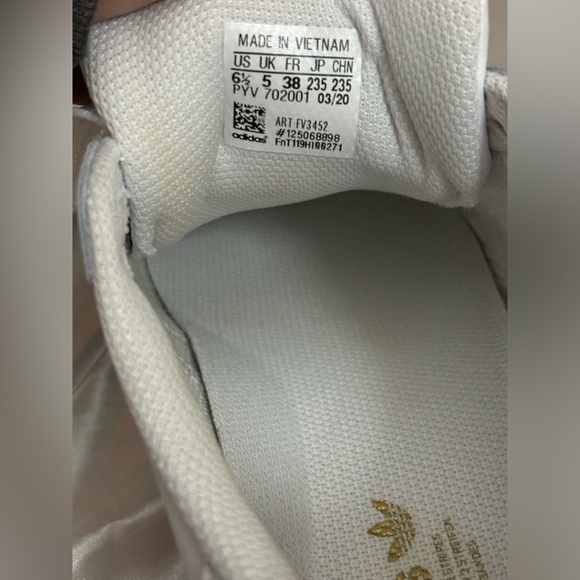 MADE IN VIETNAM
US UK FR JP CHN
6½ 5 38 235 235
PYV 702001 03/20
ART FV3452
#125068898
adidas FnT119HI00271